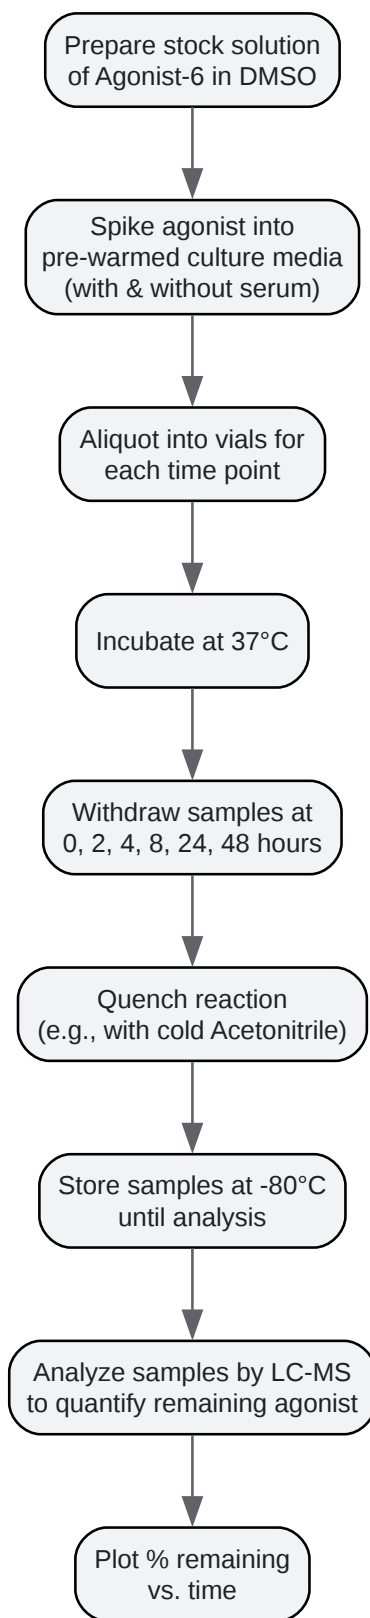 Prepare stock solution
of Agonist-6 in DMSO
Spike agonist into
pre-warmed culture media
(with & without serum)
Aliquot into vials for
each time point
Incubate at 37°C
Withdraw samples at
0, 2, 4, 8, 24, 48 hours
Quench reaction
(e.g., with cold Acetonitrile)
Store samples at -80°C
until analysis
Analyze samples by LC-MS
to quantify remaining agonist
Plot % remaining
vs. time